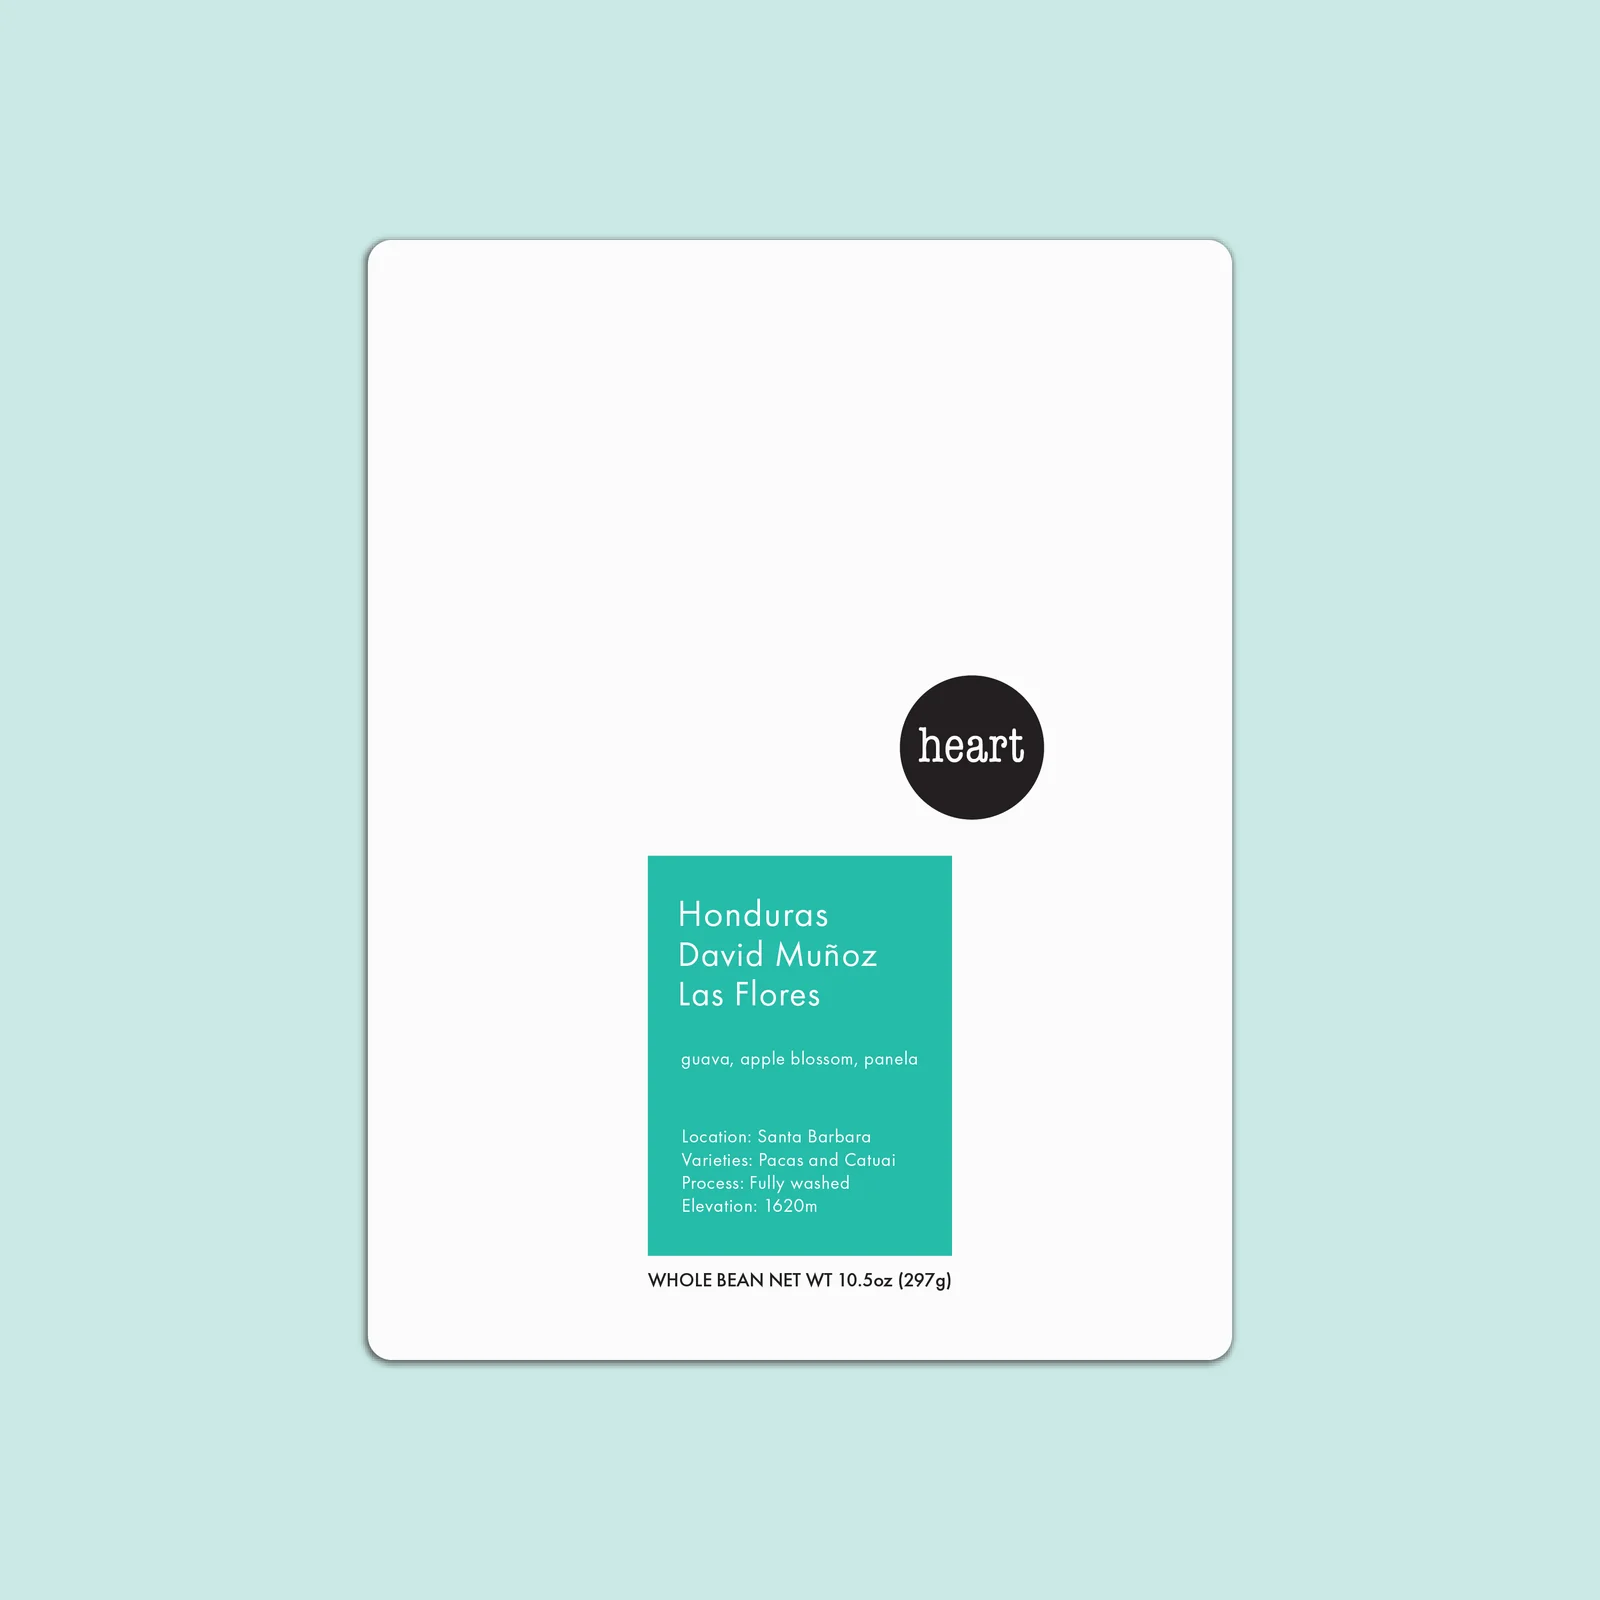 heart
Honduras
David Muñoz
Las Flores
guava, apple blossom, panela
Location: Santa Barbara
Varieties: Pacas and Catuai
Process: Fully washed
Elevation: 1620m
WHOLE BEAN NET WT 10.5oz (297g)